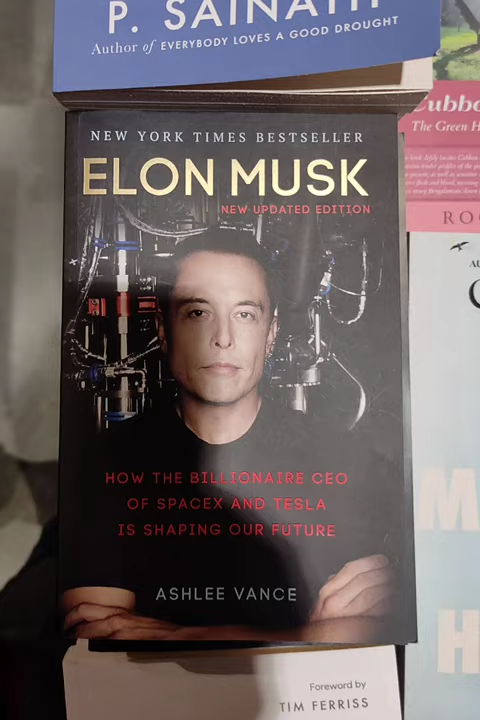 P. SAINATH
Author of EVERYBODY LOVES A GOOD DROUGHT
NEW YORK TIMES BESTSELLER
ELON MUSK
NEW UPDATED EDITION
HOW THE BILLIONAIRE CEO
OF SPACEX AND TESLA
IS SHAPING OUR FUTURE
ASHLEE VANCE
Foreword by
TIM FERRISS
The Green H
ROO
M
H